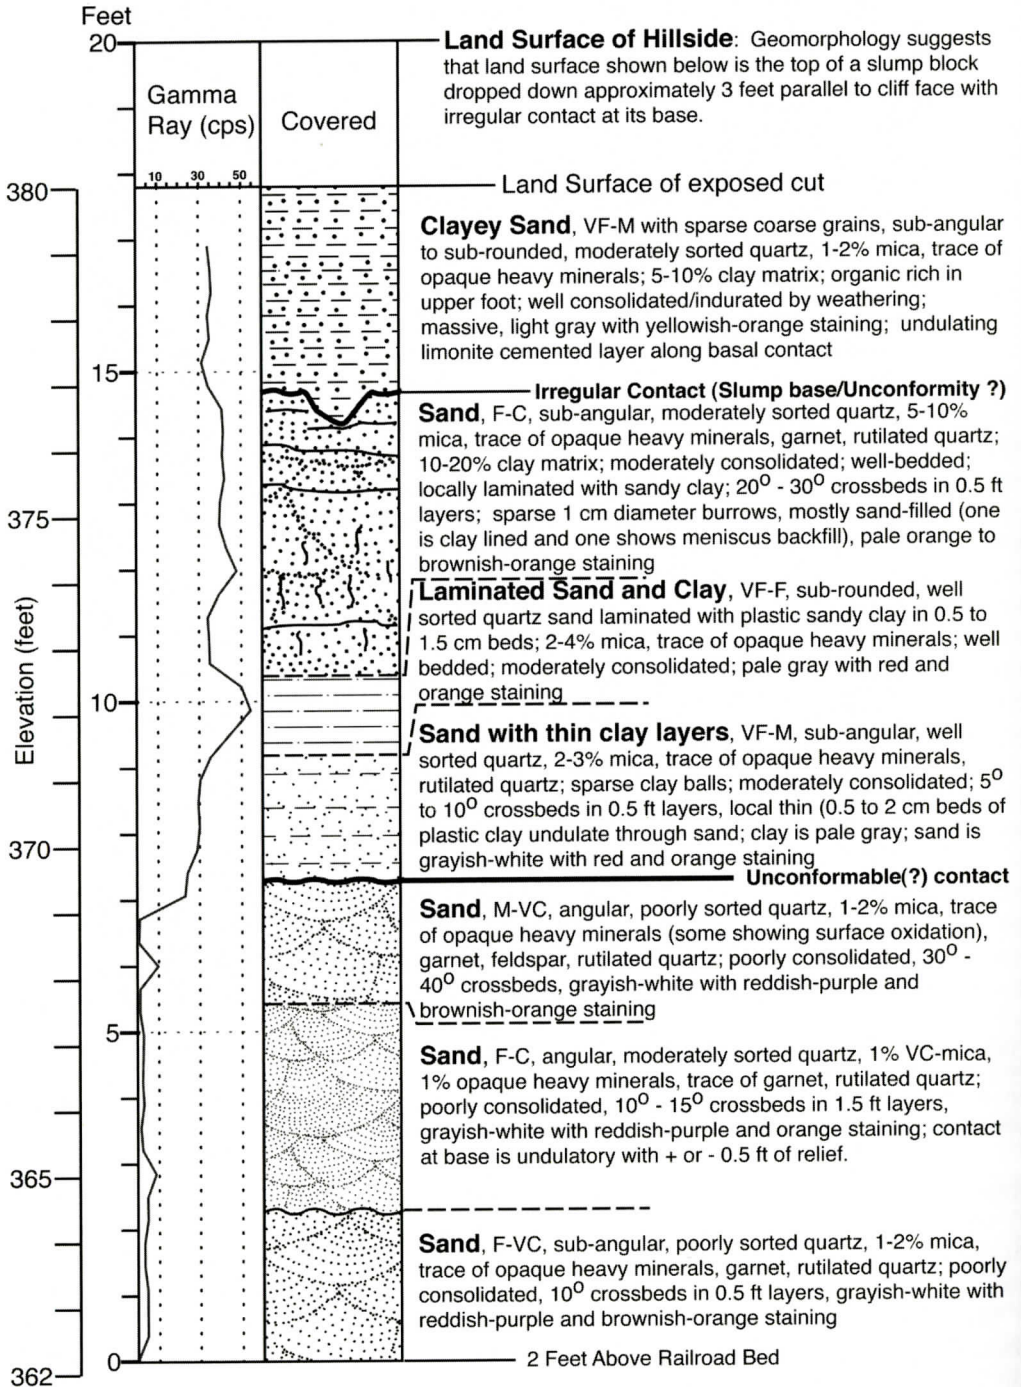 Feet
20
Gamma
Ray (cps)
Covered
10 30 50
Land Surface of Hillside: Geomorphology suggests
that land surface shown below is the top of a slump block
dropped down approximately 3 feet parallel to cliff face with
irregular contact at its base.
380
Land Surface of exposed cut
Clayey Sand, VF-M with sparse coarse grains, sub-angular
to sub-rounded, moderately sorted quartz, 1-2% mica, trace of
opaque heavy minerals; 5-10% clay matrix; organic rich in
upper foot; well consolidated/indurated by weathering;
massive, light gray with yellowish-orange staining; undulating
limonite cemented layer along basal contact
15
Irregular Contact (Slump base/Unconformity ?)
Sand, F-C, sub-angular, moderately sorted quartz, 5-10%
mica, trace of opaque heavy minerals, garnet, rutilated quartz;
10-20% clay matrix; moderately consolidated; well-bedded;
locally laminated with sandy clay; 20⁰ - 30⁰ crossbeds in 0.5 ft
layers; sparse 1 cm diameter burrows, mostly sand-filled (one
is clay lined and one shows meniscus backfill), pale orange to
brownish-orange staining
375
Laminated Sand and Clay, VF-F, sub-rounded, well
sorted quartz sand laminated with plastic sandy clay in 0.5 to
1.5 cm beds; 2-4% mica, trace of opaque heavy minerals; well
bedded; moderately consolidated; pale gray with red and
orange staining
Elevation (feet)
10
Sand with thin clay layers, VF-M, sub-angular, well
sorted quartz, 2-3% mica, trace of opaque heavy minerals,
rutilated quartz; sparse clay balls; moderately consolidated; 5⁰
to 10⁰ crossbeds in 0.5 ft layers, local thin (0.5 to 2 cm beds of
plastic clay undulate through sand; clay is pale gray; sand is
grayish-white with red and orange staining
370
Unconformable(?) contact
Sand, M-VC, angular, poorly sorted quartz, 1-2% mica, trace
of opaque heavy minerals (some showing surface oxidation),
garnet, feldspar, rutilated quartz; poorly consolidated, 30⁰ -
40⁰ crossbeds, grayish-white with reddish-purple and
brownish-orange staining
5
Sand, F-C, angular, moderately sorted quartz, 1% VC-mica,
1% opaque heavy minerals, trace of garnet, rutilated quartz;
poorly consolidated, 10⁰ - 15⁰ crossbeds in 1.5 ft layers,
grayish-white with reddish-purple and orange staining; contact
at base is undulatory with + or - 0.5 ft of relief.
365
Sand, F-VC, sub-angular, poorly sorted quartz, 1-2% mica,
trace of opaque heavy minerals, garnet, rutilated quartz; poorly
consolidated, 10⁰ crossbeds in 0.5 ft layers, grayish-white with
reddish-purple and brownish-orange staining
0
2 Feet Above Railroad Bed
362